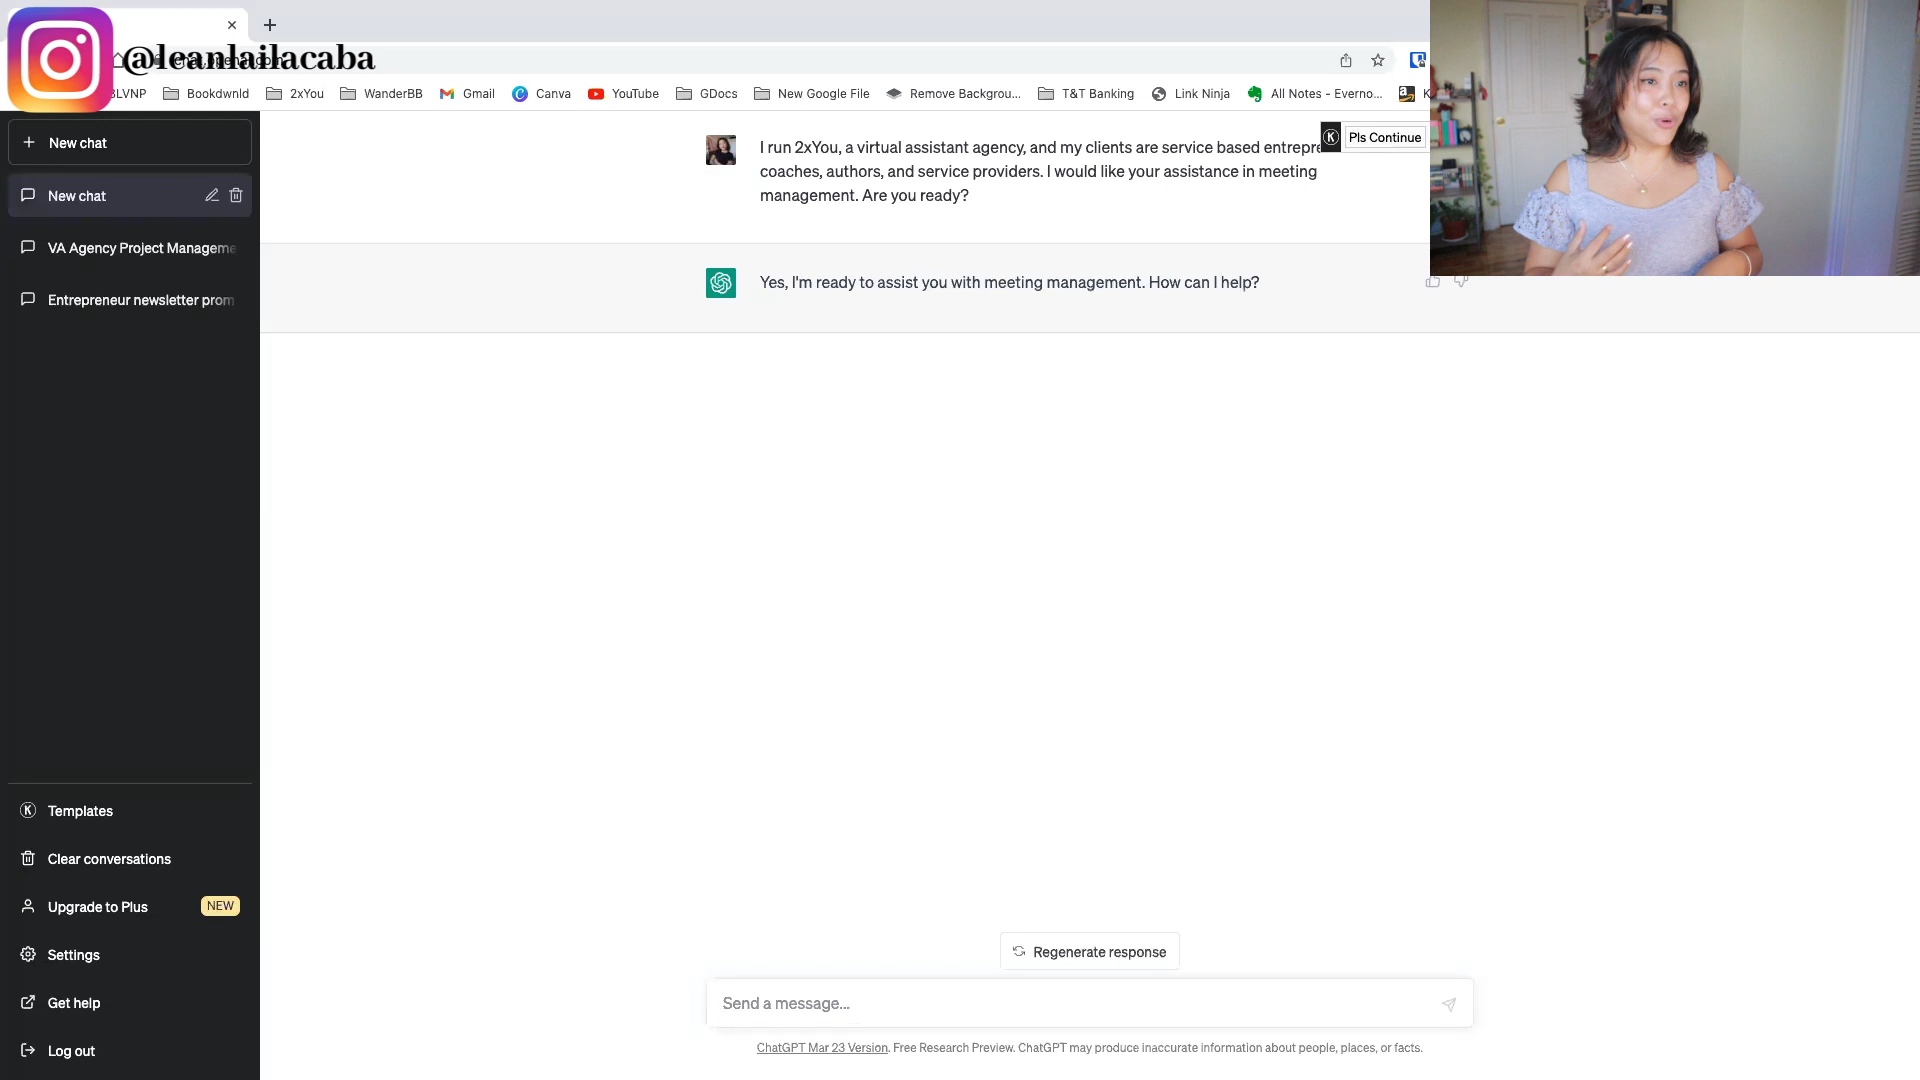 @leanlailacaba
BLVNP
Bookdwnld
2xYou
WanderBB
Gmail
Canva
YouTube
GDocs
New Google File
Remove Backgrou...
T&T Banking
Link Ninja
All Notes - Everno...
K
New chat
New chat
VA Agency Project Manageme
Entrepreneur newsletter prom
Templates
Clear conversations
Upgrade to Plus
NEW
Settings
Get help
Log out
Pls Continue
I run 2xYou, a virtual assistant agency, and my clients are service based entrepre
coaches, authors, and service providers. I would like your assistance in meeting
management. Are you ready?
Yes, I'm ready to assist you with meeting management. How can I help?
Regenerate response
Send a message...
ChatGPT Mar 23 Version. Free Research Preview. ChatGPT may produce inaccurate information about people, places, or facts.